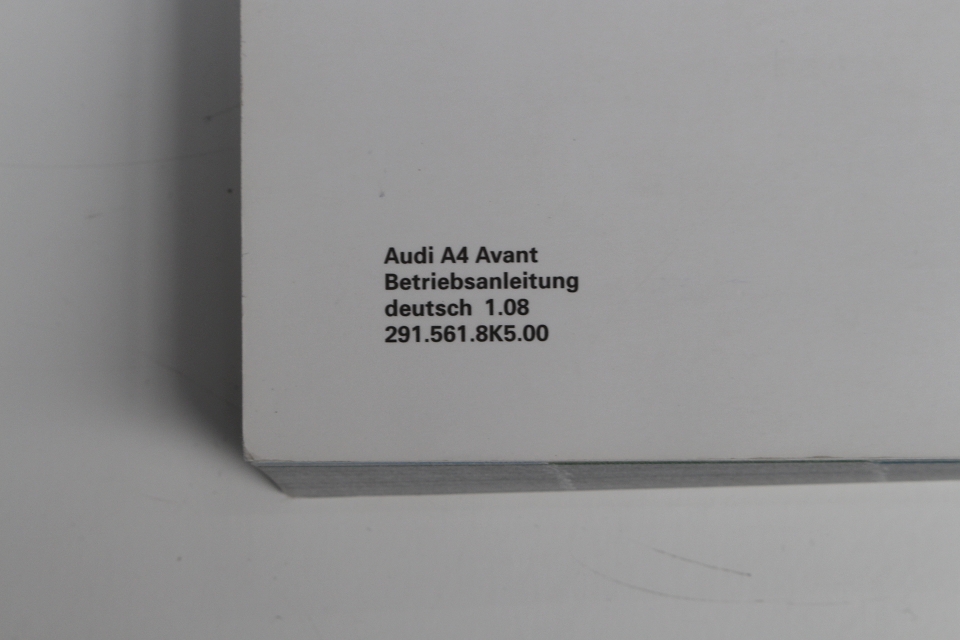 Audi A4 Avant
Betriebsanleitung
deutsch 1.08
291.561.8K5.00